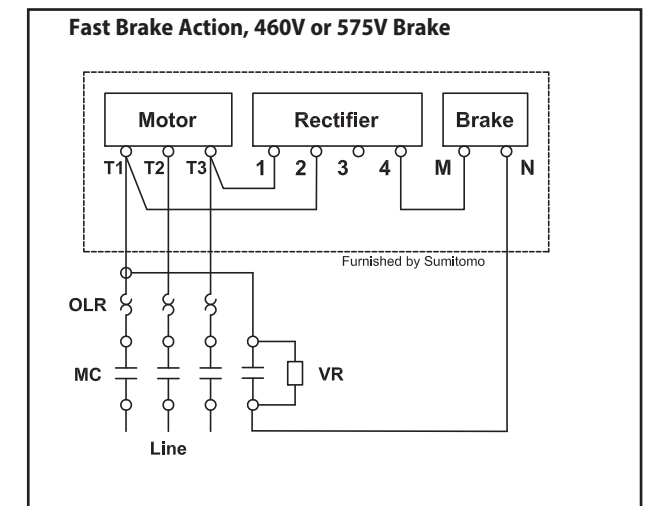 Fast Brake Action, 460V or 575V Brake
Motor Rectifier Brake
T1 T2 T3 1 2 3 4 M N
Furnished by Sumitomo
OLR
MC VR
Line